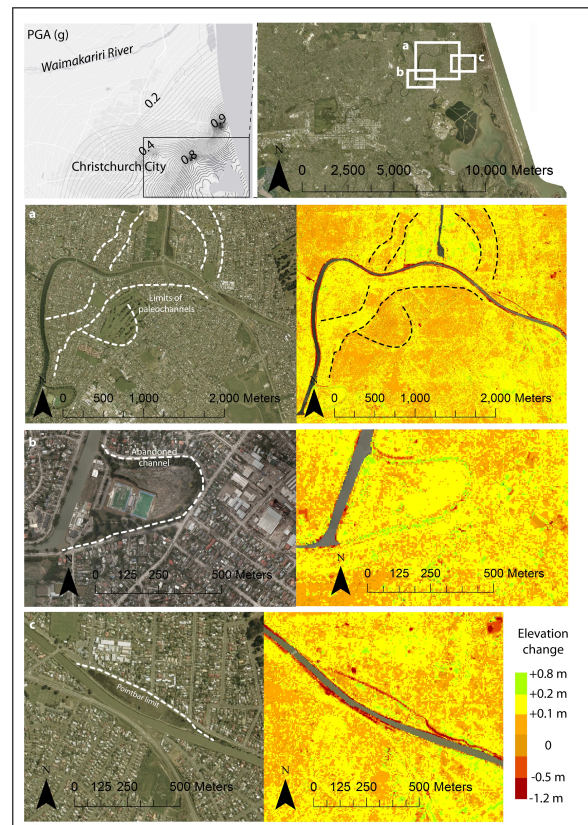 PGA (g)
Waimakariri River
0.2
0.9
0.4
0.8
Christchurch City
a
b
c
N
0 2,500 5,000 10,000 Meters
a
Limits of
paleochannels
N
0 500 1,000 2,000 Meters
N
0 500 1,000 2,000 Meters
b
Abandoned
channel
N
0 125 250 500 Meters
N
0 125 250 500 Meters
c
Pointbar limit
N
0 125 250 500 Meters
N
0 125 250 500 Meters
Elevation
change
+0.8 m
+0.2 m
+0.1 m
0
-0.5 m
-1.2 m